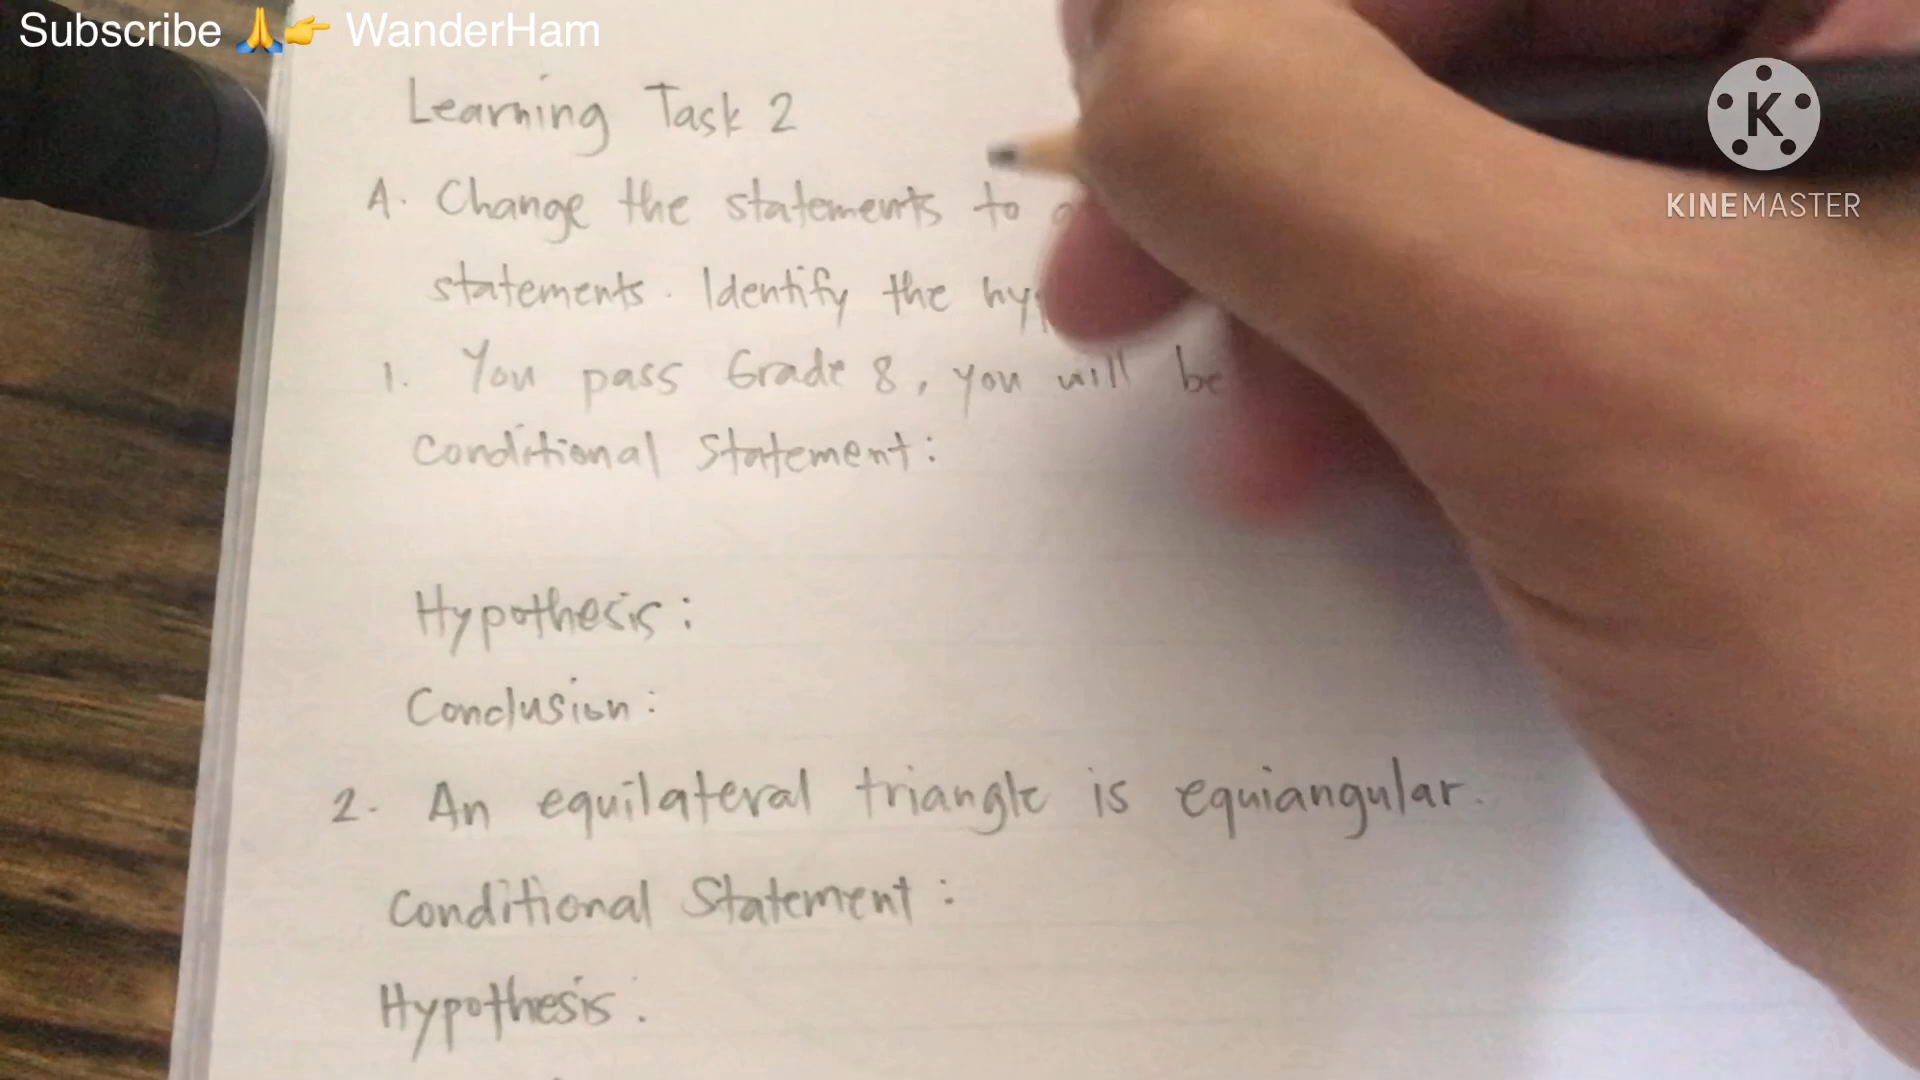 Subscribe 🙏👉 WanderHam
K
KINEMASTER
Learning Task 2
A. Change the statements to
statements. Identify the
1. You pass Grade 8, you will be
Conditional Statement:
Hypothesis:
Conclusion:
2. An equilateral triangle is equiangular.
Conditional Statement:
Hypothesis: